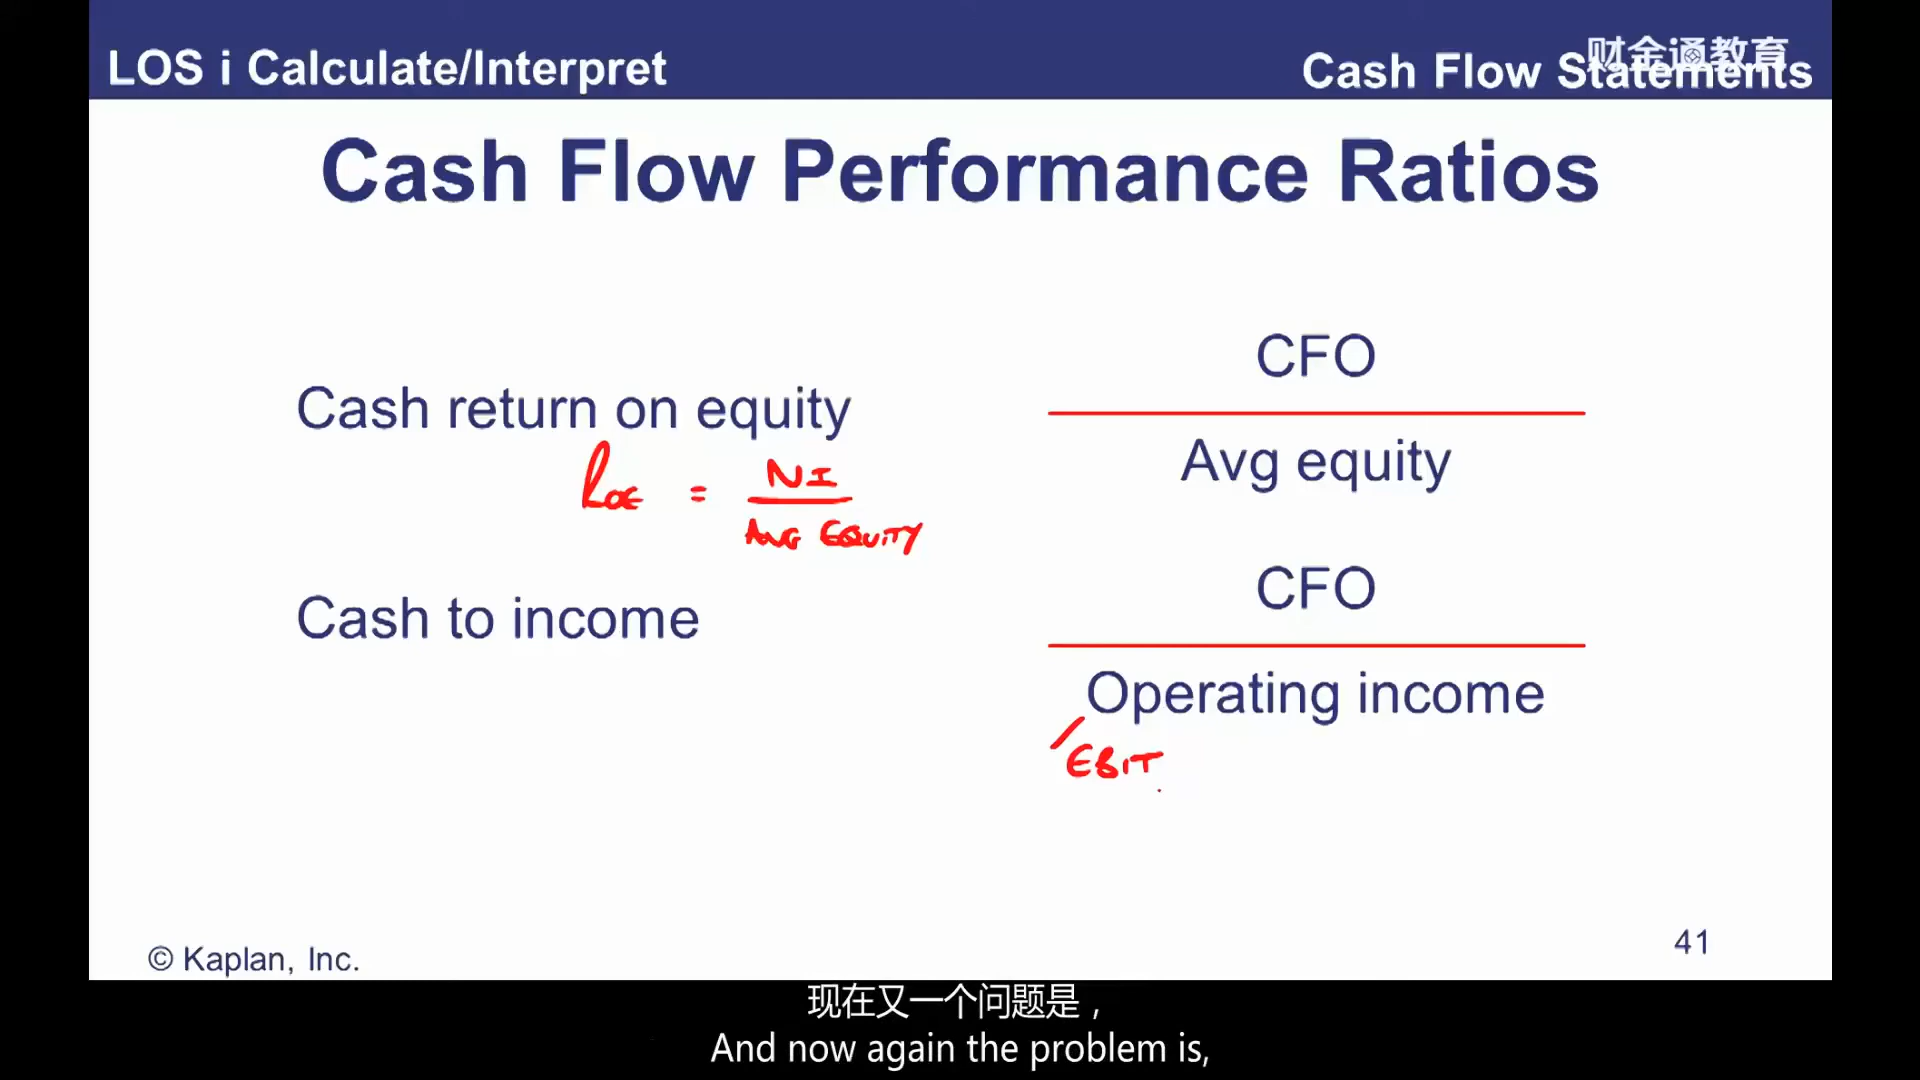 LOS i Calculate/Interpret
Cash Flow Statements
财金通教育
Cash Flow Performance Ratios
Cash return on equity
CFO
Avg equity
ROE = NI
AVG EQUITY
Cash to income
CFO
Operating income
EBIT
© Kaplan, Inc.
41
现在又一个问题是，
And now again the problem is,